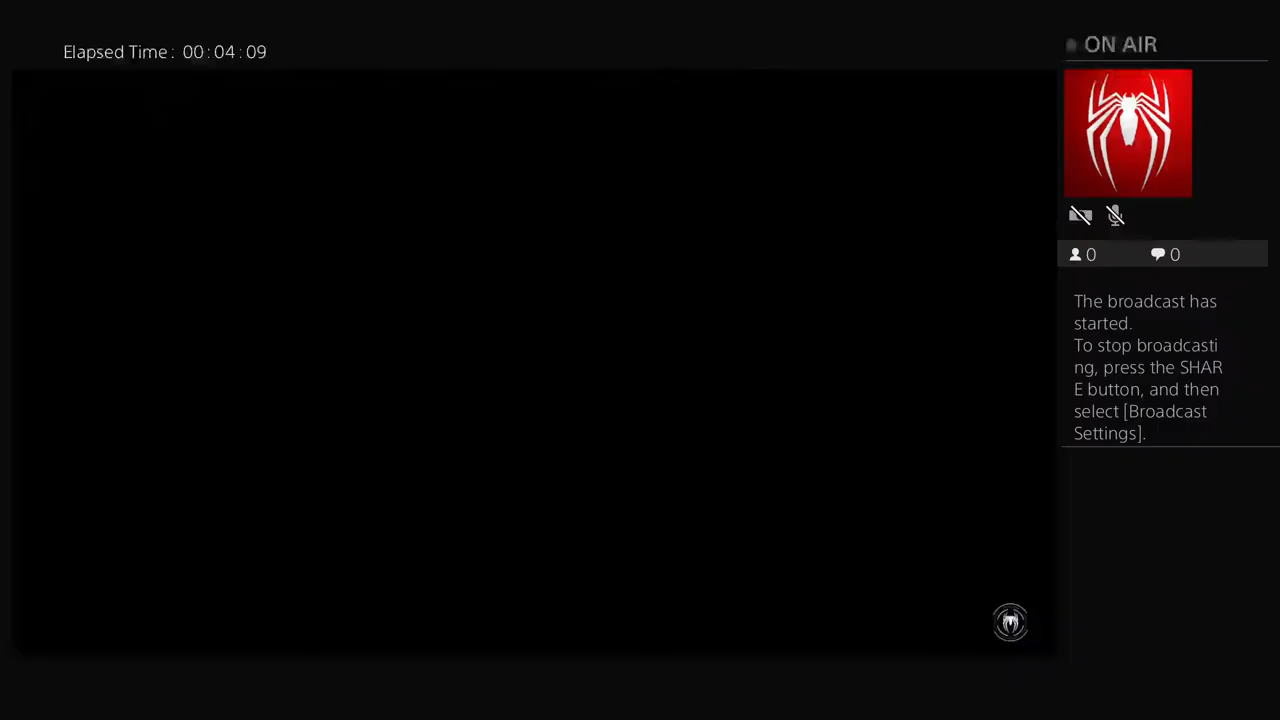 Elapsed Time: 00:04:09
ON AIR
0 0
The broadcast has
started.
To stop broadcasti
ng, press the SHAR
E button, and then
select [Broadcast
Settings].